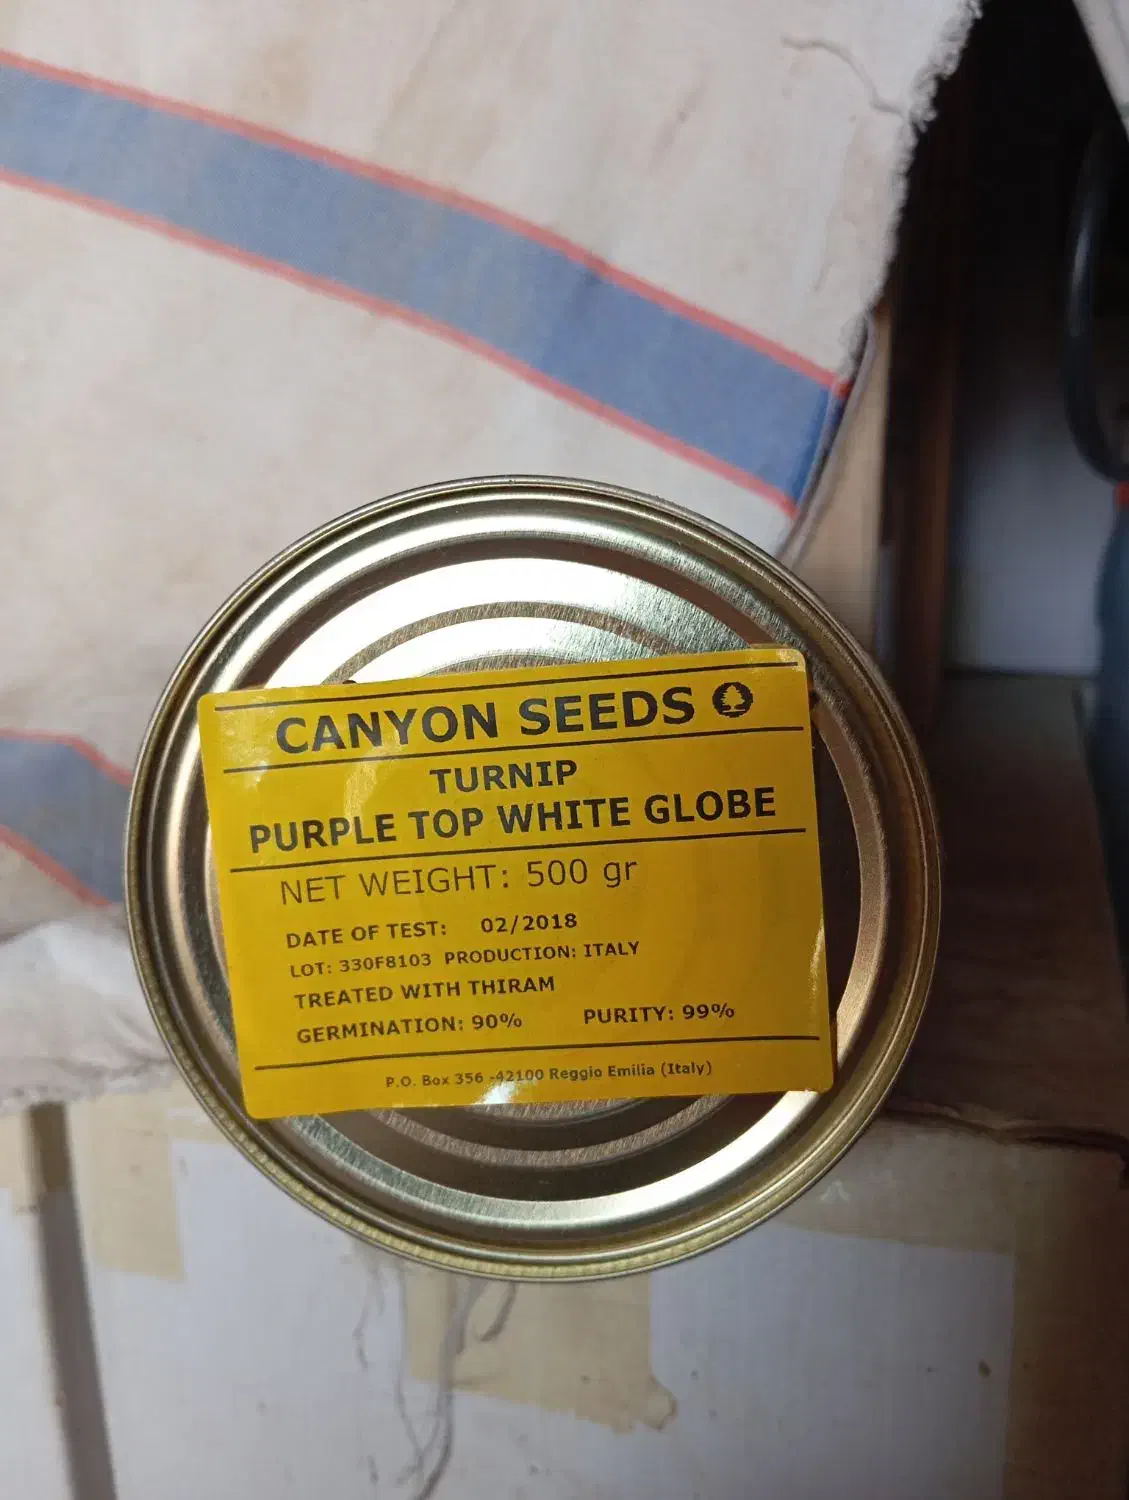 CANYON SEEDS
TURNIP
PURPLE TOP WHITE GLOBE
NET WEIGHT: 500 gr
DATE OF TEST: 02/2018
LOT: 330F8103 PRODUCTION: ITALY
TREATED WITH THIRAM
GERMINATION: 90% PURITY: 99%
P.O. Box 356 -42100 Reggio Emilia (Italy)